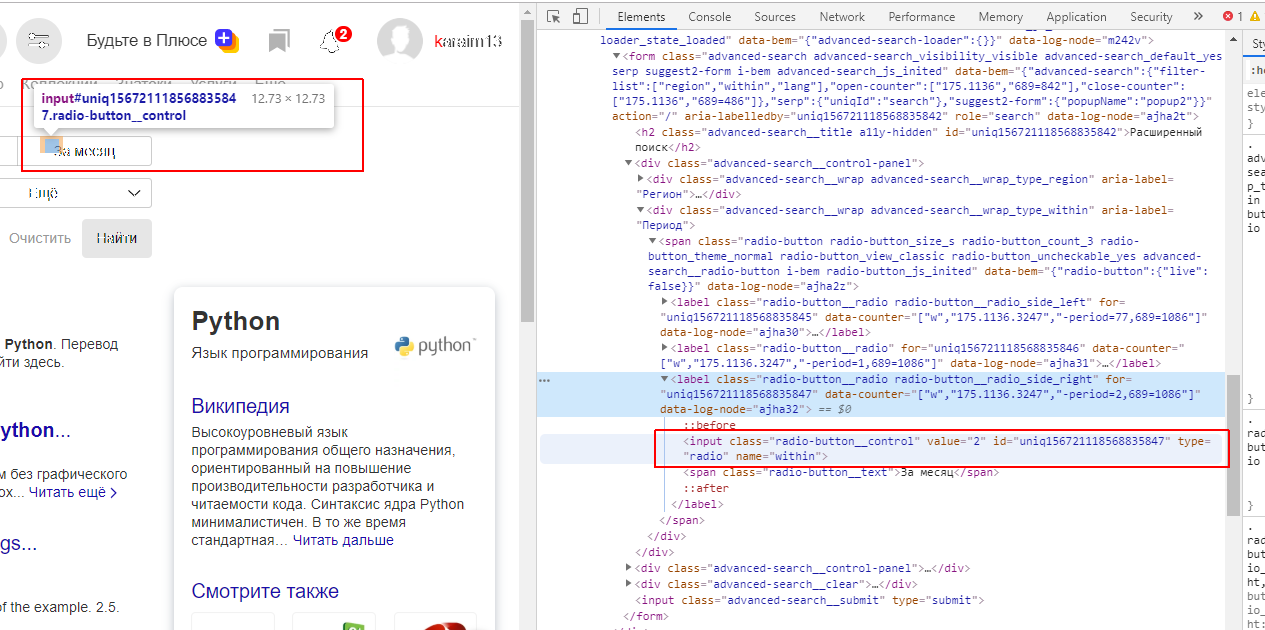 Будьте в Плюсе
2
karaim13
Коллекции Знатоки Услуги Ещё
input#uniq15672111856883584
7.radio-button__control
12.73 × 12.73
За месяц
Ещё
Очистить
Найти
Python
Язык программирования
python
Python. Перевод
йти здесь.
Википедия
Высокоуровневый язык
программирования общего назначения,
ориентированный на повышение
производительности разработчика и
читаемости кода. Синтаксис ядра Python
минималистичен. В то же время
стандартная… Читать дальше
ython...
м без графического
ох... Читать ещё >
gs...
Смотрите также
of the example. 2.5.
Elements Console Sources Network Performance Memory Application Security » 1
loader_state_loaded" data-bem="{"advanced-search-loader":{}}" data-log-node="m242v">
▼<form class="advanced-search advanced-search_visibility_visible advanced-search_default_yes
serp suggest2-form i-bem advanced-search_js_inited" data-bem="{"advanced-search":{"filter-
list":["region","within","lang"],"open-counter":["175.1136","689=842"],"close-counter":
["175.1136","689=486"]},"serp":{"uniqId":"search"},"suggest2-form":{"popupName":"popup2"}}"
action="/" aria-labelledby="uniq156721118568835842" role="search" data-log-node="ajha2t">
<h2 class="advanced-search__title a11y-hidden" id="uniq156721118568835842">Расширенный
поиск</h2>
▼<div class="advanced-search__control-panel">
▶<div class="advanced-search__wrap advanced-search__wrap_type_region" aria-label=
"Регион">…</div>
▼<div class="advanced-search__wrap advanced-search__wrap_type_within" aria-label=
"Период">
▼<span class="radio-button radio-button_size_s radio-button_count_3 radio-
button_theme_normal radio-button_view_classic radio-button_uncheckable_yes advanced-
search__radio-button i-bem radio-button_js_inited" data-bem="{"radio-button":{"live":
false}}" data-log-node="ajha2z">
▶<label class="radio-button__radio radio-button__radio_side_left" for=
"uniq156721118568835845" data-counter="["w","175.1136.3247","-period=77,689=1086"]"
data-log-node="ajha30">…</label>
▶<label class="radio-button__radio" for="uniq156721118568835846" data-counter="
["w","175.1136.3247","-period=1,689=1086"]" data-log-node="ajha31">…</label>
▼<label class="radio-button__radio radio-button__radio_side_right" for=
"uniq156721118568835847" data-counter="["w","175.1136.3247","-period=2,689=1086"]"
data-log-node="ajha32"> == $0
::before
<input class="radio-button__control" value="2" id="uniq156721118568835847" type=
"radio" name="within">
<span class="radio-button__text">За месяц</span>
::after
</label>
</span>
</div>
</div>
▶<div class="advanced-search__control-panel">…</div>
▶<div class="advanced-search__clear">…</div>
<input class="advanced-search__submit" type="submit">
</form>
Sty
:ho
ele
sty
}
.
adv
sea
p_t
in
but
io
}
.
rad
but
io
}
.
rad
but
io_
ht,
but
io_
ht: